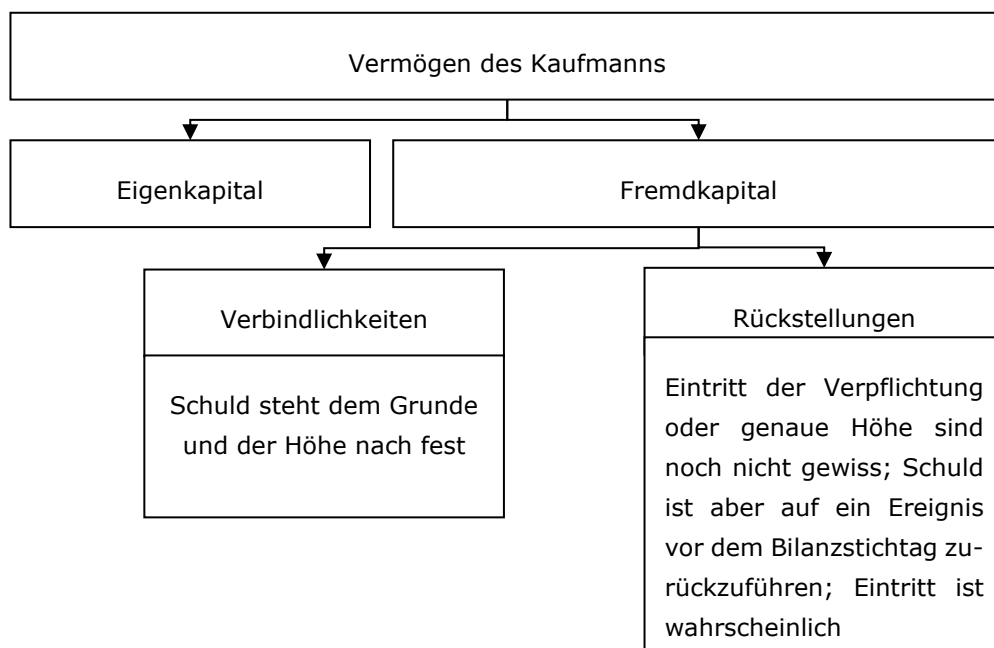 Vermögen des Kaufmanns
Eigenkapital
Fremdkapital
Verbindlichkeiten
Schuld steht dem Grunde
und der Höhe nach fest
Rückstellungen
Eintritt der Verpflichtung
oder genaue Höhe sind
noch nicht gewiss; Schuld
ist aber auf ein Ereignis
vor dem Bilanzstichtag zu-
rückzuführen; Eintritt ist
wahrscheinlich